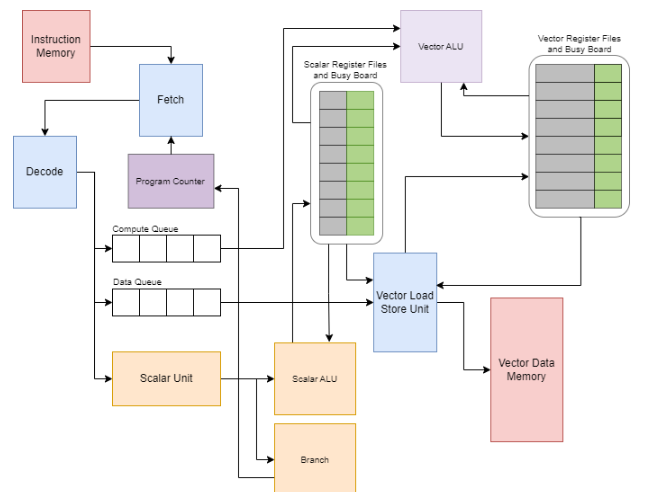 Instruction
Memory
Fetch
Decode
Program Counter
Compute Queue
Data Queue
Scalar Unit
Scalar Register Files
and Busy Board
Vector ALU
Vector Register Files
and Busy Board
Vector Load
Store Unit
Scalar ALU
Branch
Vector Data
Memory